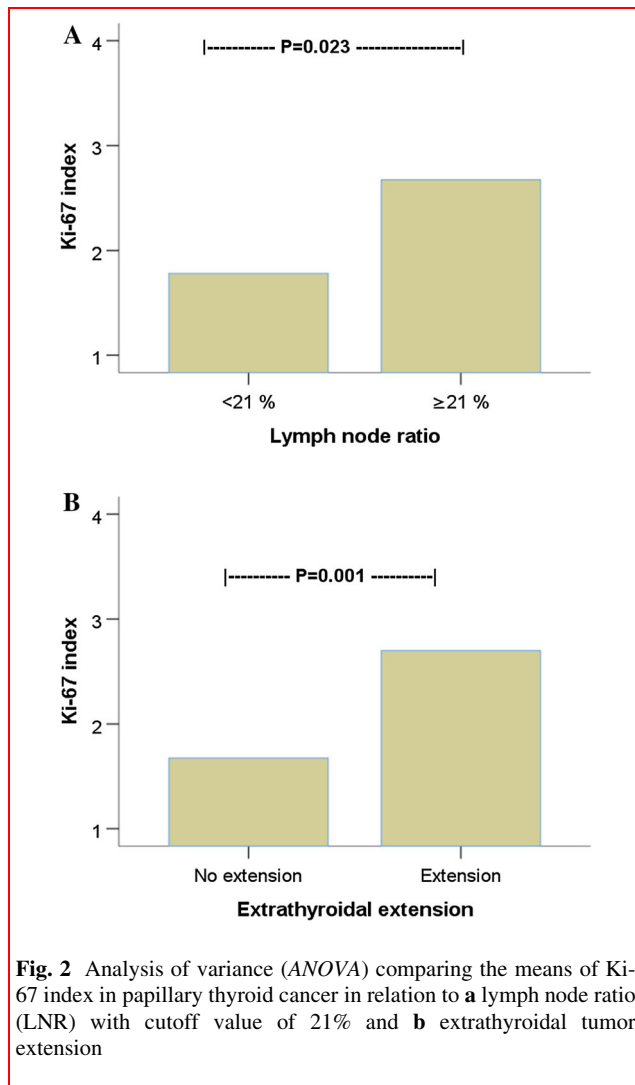 A
4
|----------- P=0.023 -----------------|
3
2
1
Ki-67 index
<21 %
≥21 %
Lymph node ratio
B
4
|---------- P=0.001 ----------|
3
2
1
Ki-67 index
No extension
Extension
Extrathyroidal extension
Fig. 2 Analysis of variance (ANOVA) comparing the means of Ki-
67 index in papillary thyroid cancer in relation to a lymph node ratio
(LNR) with cutoff value of 21% and b extrathyroidal tumor
extension